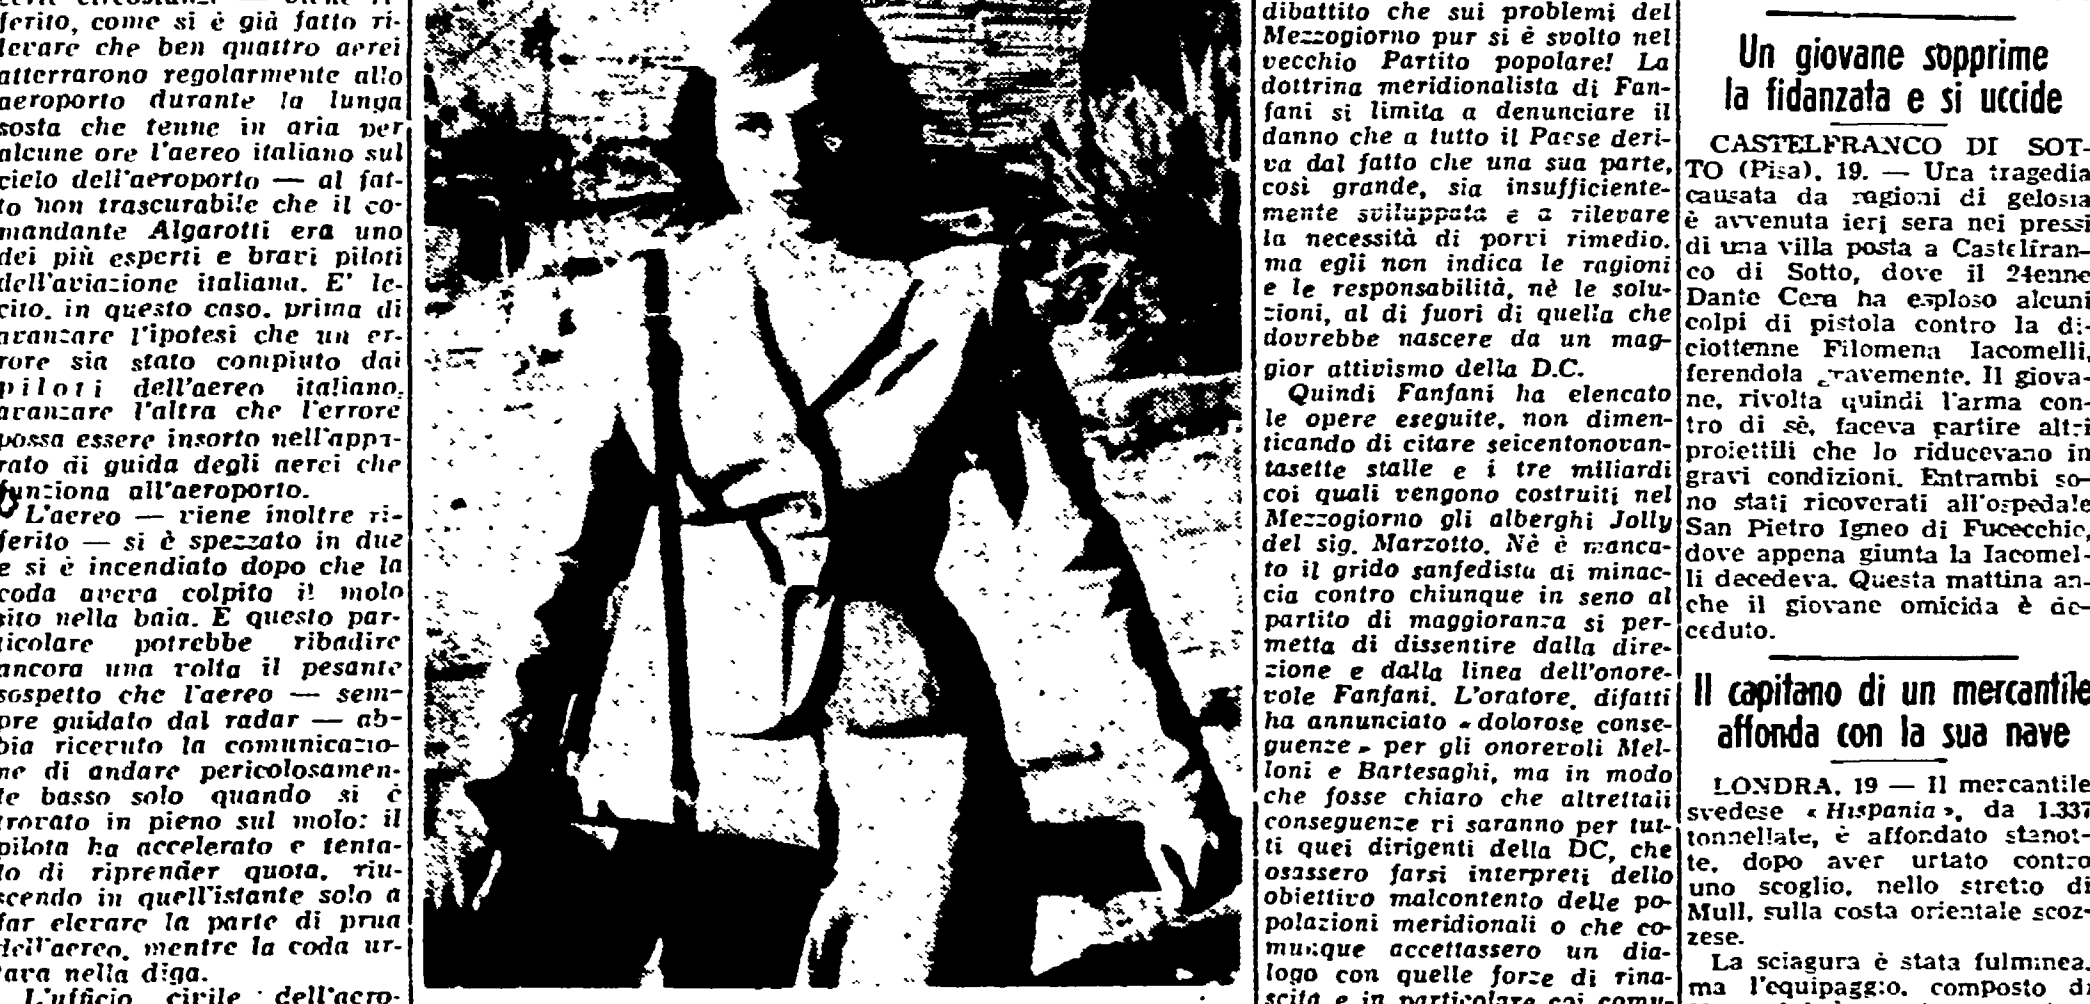 ferito, come si è già fatto ri-
levare che ben quattro aerei
atterrarono regolarmente allo
aeroporto durante la lunga
sosta che tenne in aria per
alcune ore l'aereo italiano sul
cielo dell'aeroporto — al fat-
to non trascurabile che il co-
mandante Algarotti era uno
dei più esperti e bravi piloti
dell'aviazione italiana. E' le-
cito, in questo caso, prima di
avanzare l'ipotesi che un er-
rore sia stato compiuto dai
piloti dell'aereo italiano,
avanzare l'altra che l'errore
possa essere insorto nell'appa-
rato di guida degli aerei che
funziona all'aeroporto.
L'aereo — viene inoltre ri-
ferito — si è spezzato in due
e si è incendiato dopo che la
coda aveva colpito il molo
sito nella baia. E questo par-
ticolare potrebbe ribadire
ancora una volta il pesante
sospetto che l'aereo — sem-
pre guidato dal radar — ab-
bia ricevuto la comunicazio-
ne di andare pericolosamen-
te basso solo quando si è
trovato in pieno sul molo: il
pilota ha accelerato e tenta-
to di riprender quota, riu-
scendo in quell'istante solo a
far elevare la parte di prua
dell'aereo, mentre la coda ur-
tava nella diga.
L'ufficio civile dell'aero-
dibattito che sui problemi del
Mezzogiorno pur si è svolto nel
vecchio Partito popolare! La
dottrina meridionalista di Fan-
fani si limita a denunciare il
danno che a tutto il Paese deri-
va dal fatto che una sua parte,
così grande, sia insufficiente-
mente sviluppata e a rilevare
la necessità di porvi rimedio,
ma egli non indica le ragioni
e le responsabilità, nè le solu-
zioni, al di fuori di quella che
dovrebbe nascere da un mag-
gior attivismo della D.C.
Quindi Fanfani ha elencato
le opere eseguite, non dimen-
ticando di citare seicentonovan-
tasette stalle e i tre miliardi
coi quali vengono costruiti nel
Mezzogiorno gli alberghi Jolly
del sig. Marzotto. Nè è manca-
to il grido sanfedista di minac-
cia contro chiunque in seno al
partito di maggioranza si per-
metta di dissentire dalla dire-
zione e dalla linea dell'onore-
vole Fanfani. L'oratore, difatti
ha annunciato « dolorose conse-
guenze » per gli onorevoli Mel-
loni e Bartesaghi, ma in modo
che fosse chiaro che altrettali
conseguenze vi saranno per tut-
ti quei dirigenti della DC, che
osassero farsi interpreti dello
obiettivo malcontento delle po-
polazioni meridionali o che co-
munque accettassero un dia-
logo con quelle forze di rina-
scita e in particolare coi comu-
Un giovane sopprime
la fidanzata e si uccide
CASTELFRANCO DI SOT-
TO (Pisa), 19. — Una tragedia
causata da ragioni di gelosia
è avvenuta ieri sera nei pressi
di una villa posta a Castelfran-
co di Sotto, dove il 24enne
Dante Cera ha esploso alcuni
colpi di pistola contro la di-
ciottenne Filomena Iacomelli,
ferendola gravemente. Il giova-
ne, rivolta quindi l'arma con-
tro di sè, faceva partire altri
proiettili che lo riducevano in
gravi condizioni. Entrambi so-
no stati ricoverati all'ospedale
San Pietro Igneo di Fucecchio,
dove appena giunta la Iacomel-
li decedeva. Questa mattina an-
che il giovane omicida è de-
ceduto.
Il capitano di un mercantile
affonda con la sua nave
LONDRA, 19 — Il mercantile
svedese « Hispania », da 1.337
tonnellate, è affondato stanot-
te, dopo aver urtato contro
uno scoglio, nello stretto di
Mull, sulla costa orientale scoz-
zese.
La sciagura è stata fulminea,
ma l'equipaggio, composto di